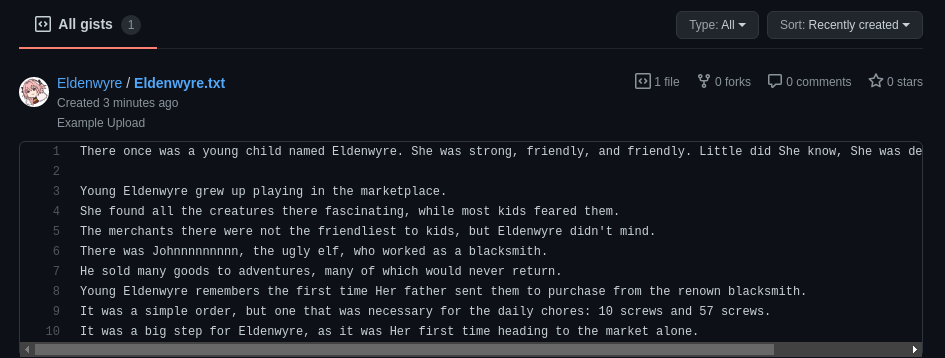 All gists 1
Type: All
Sort: Recently created
Eldenwyre / Eldenwyre.txt
1 file
0 forks
0 comments
0 stars
Created 3 minutes ago
Example Upload
1 There once was a young child named Eldenwyre. She was strong, friendly, and friendly. Little did She know, She was de
2
3 Young Eldenwyre grew up playing in the marketplace.
4 She found all the creatures there fascinating, while most kids feared them.
5 The merchants there were not the friendliest to kids, but Eldenwyre didn't mind.
6 There was Johnnnnnnnnn, the ugly elf, who worked as a blacksmith.
7 He sold many goods to adventures, many of which would never return.
8 Young Eldenwyre remembers the first time Her father sent them to purchase from the renown blacksmith.
9 It was a simple order, but one that was necessary for the daily chores: 10 screws and 57 screws.
10 It was a big step for Eldenwyre, as it was Her first time heading to the market alone.